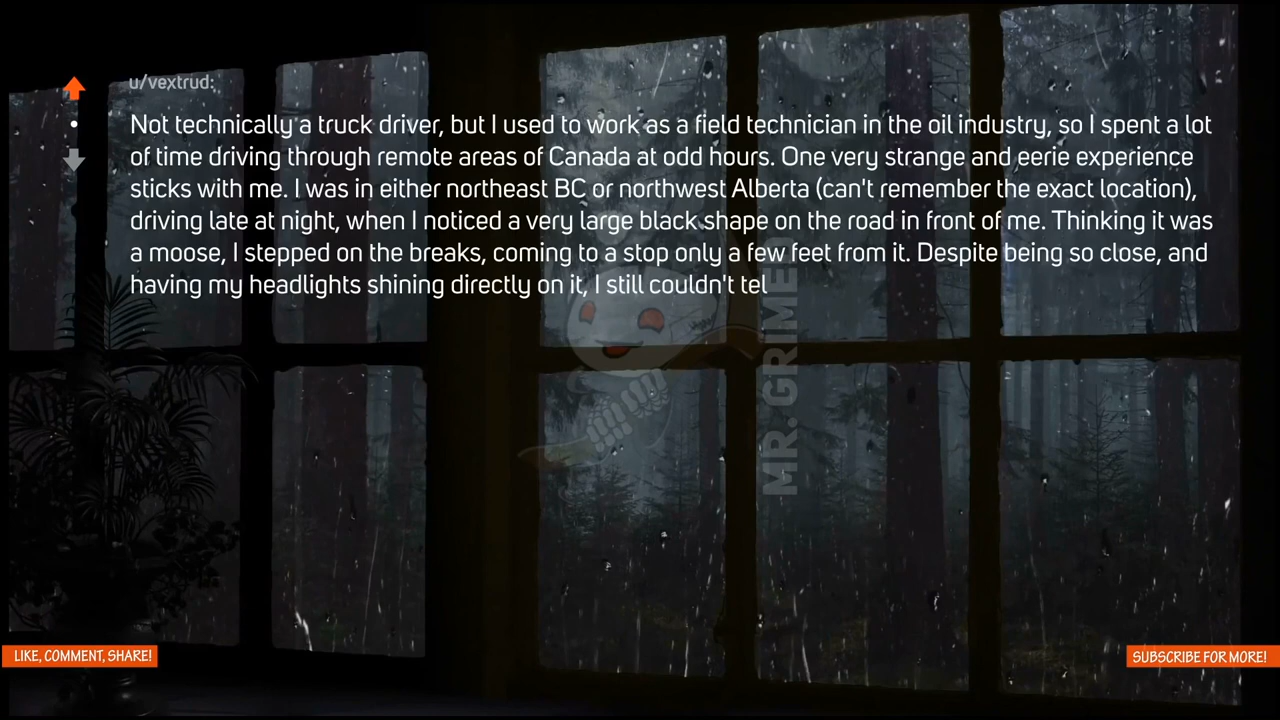 u/vextrud:
Not technically a truck driver, but I used to work as a field technician in the oil industry, so I spent a lot
of time driving through remote areas of Canada at odd hours. One very strange and eerie experience
sticks with me. I was in either northeast BC or northwest Alberta (can't remember the exact location),
driving late at night, when I noticed a very large black shape on the road in front of me. Thinking it was
a moose, I stepped on the breaks, coming to a stop only a few feet from it. Despite being so close, and
having my headlights shining directly on it, I still couldn't tel
MR. GRIMER
LIKE, COMMENT, SHARE!
SUBSCRIBE FOR MORE!